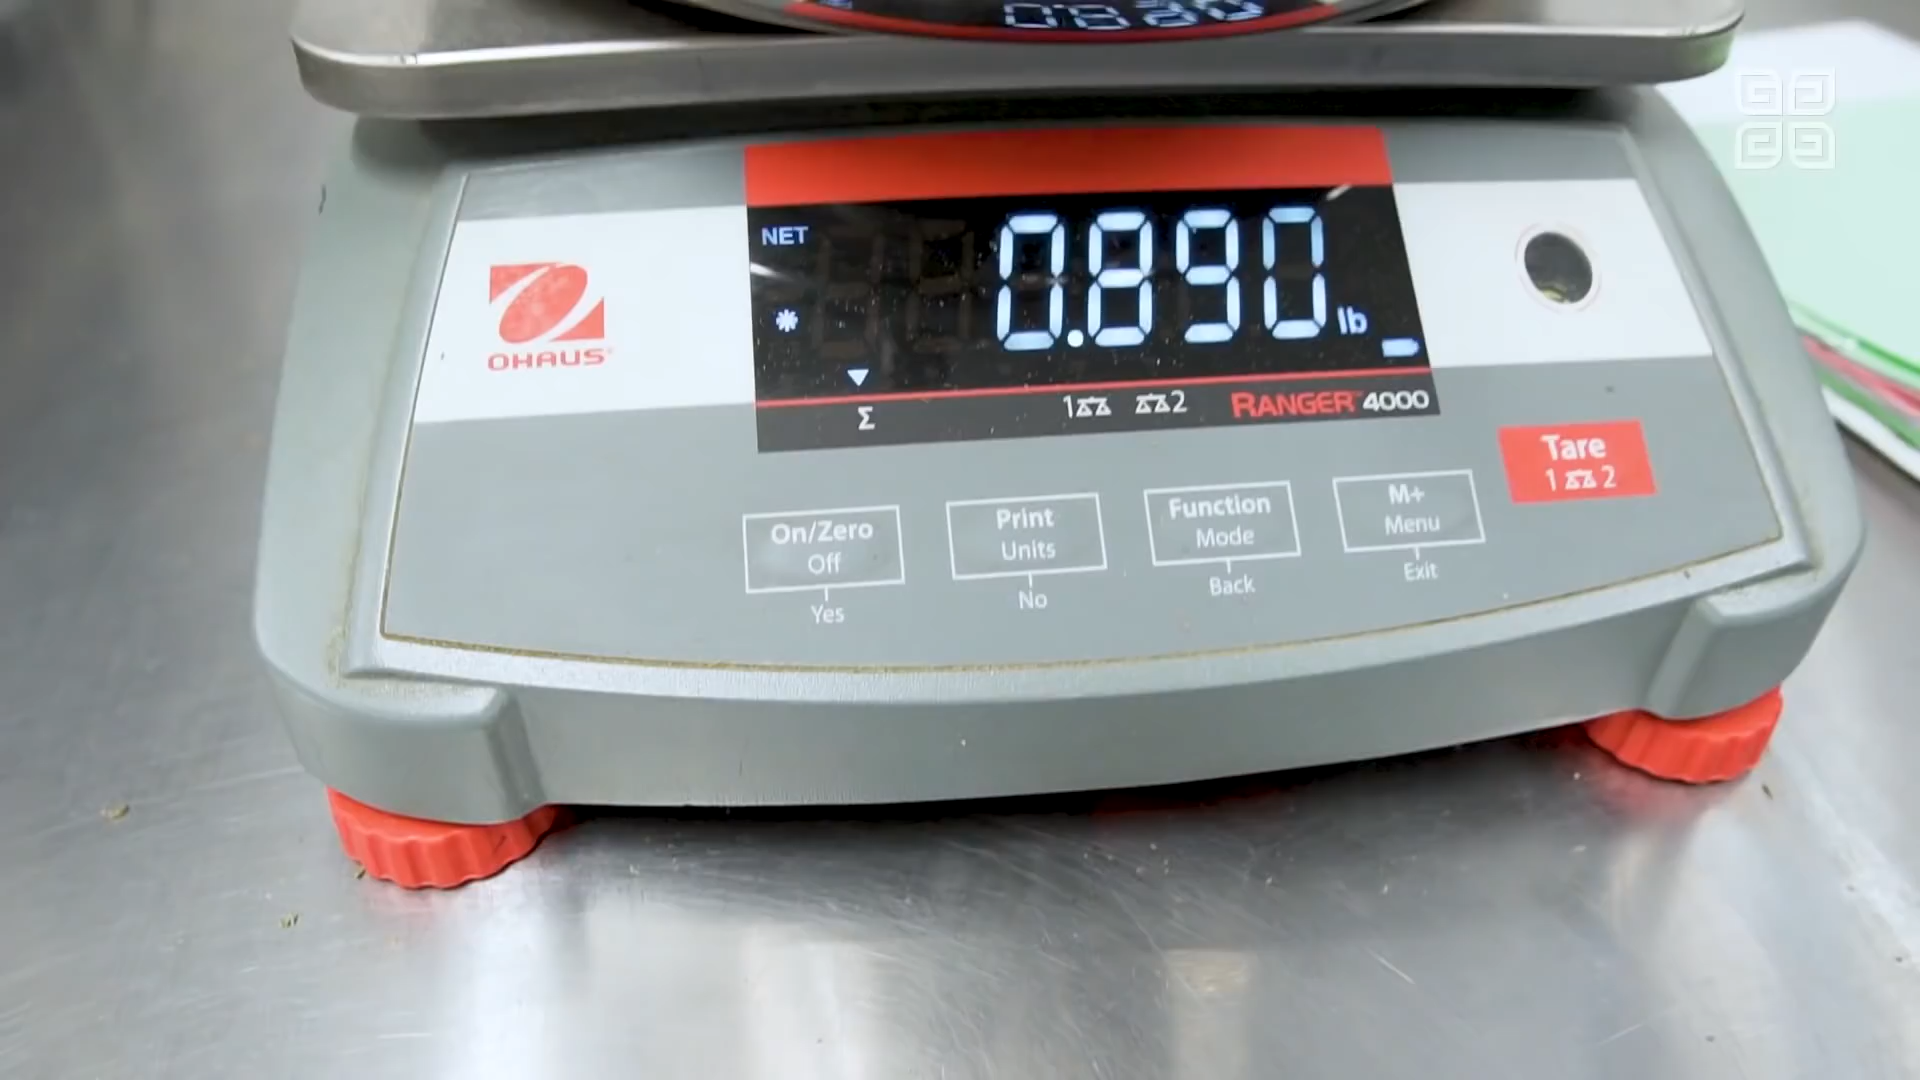 NET
0.890 lb
Σ
1 2
RANGER 4000
OHAUS
Tare
1 2
On/Zero
Off
Yes
Print
Units
No
Function
Mode
Back
M+
Menu
Exit